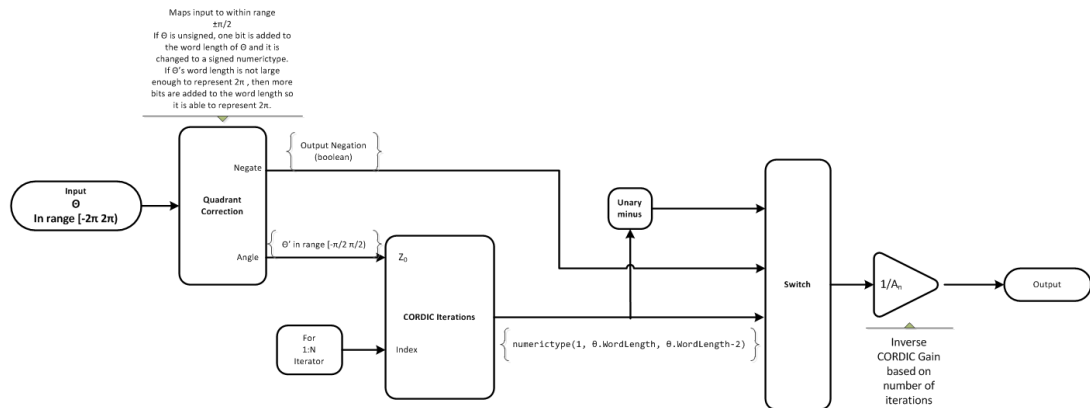 Maps input to within range
±π/2
If Θ is unsigned, one bit is added to
the word length of Θ and it is
changed to a signed numerictype.
If Θ's word length is not large
enough to represent 2π , then more
bits are added to the word length so
it is able to represent 2π.
Input
Θ
In range [-2π 2π)
Quadrant
Correction
Negate
Angle
Output Negation
(boolean)
Θ' in range [-π/2 π/2)
Z₀
CORDIC Iterations
Index
For
1:N
Iterator
Unary
minus
numerictype(1, θ.WordLength, θ.WordLength-2)
Switch
1/Aₙ
Inverse
CORDIC Gain
based on
number of
iterations
Output